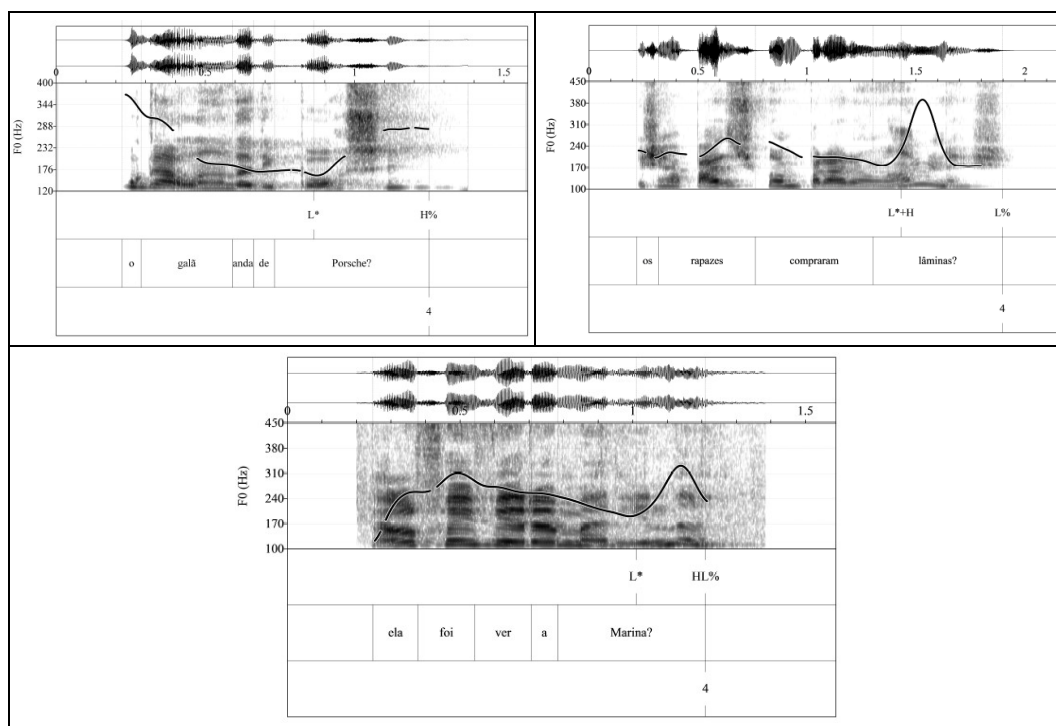 0 0.5 1 1.5
400
344
288
232
176
120
F0 (Hz)
L* H%
o galã anda de Porsche?
4
0 0.5 1 1.5 2
450
380
310
240
170
100
F0 (Hz)
L*+H L%
os rapazes compraram lâminas?
4
0 0.5 1 1.5
450
380
310
240
170
100
F0 (Hz)
L* HL%
ela foi ver a Marina?
4